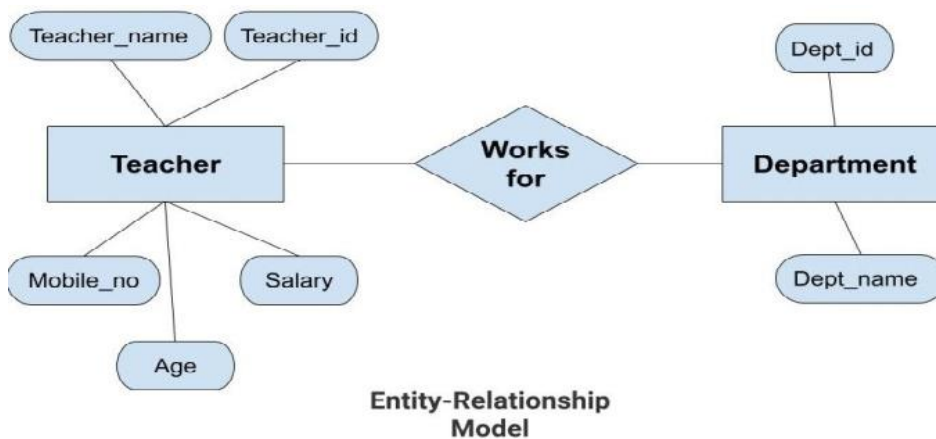 Teacher_name
Teacher_id
Dept_id
Teacher
Works
for
Department
Mobile_no
Salary
Dept_name
Age
Entity-Relationship
Model